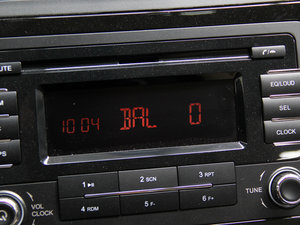 MUTE
10:04 BAL 0
EQ/LOUD
SEL
CLOCK
1 2 SCN 3 RPT
4 RDM 5 F- 6 F+
VOL
CLOCK
TUNE